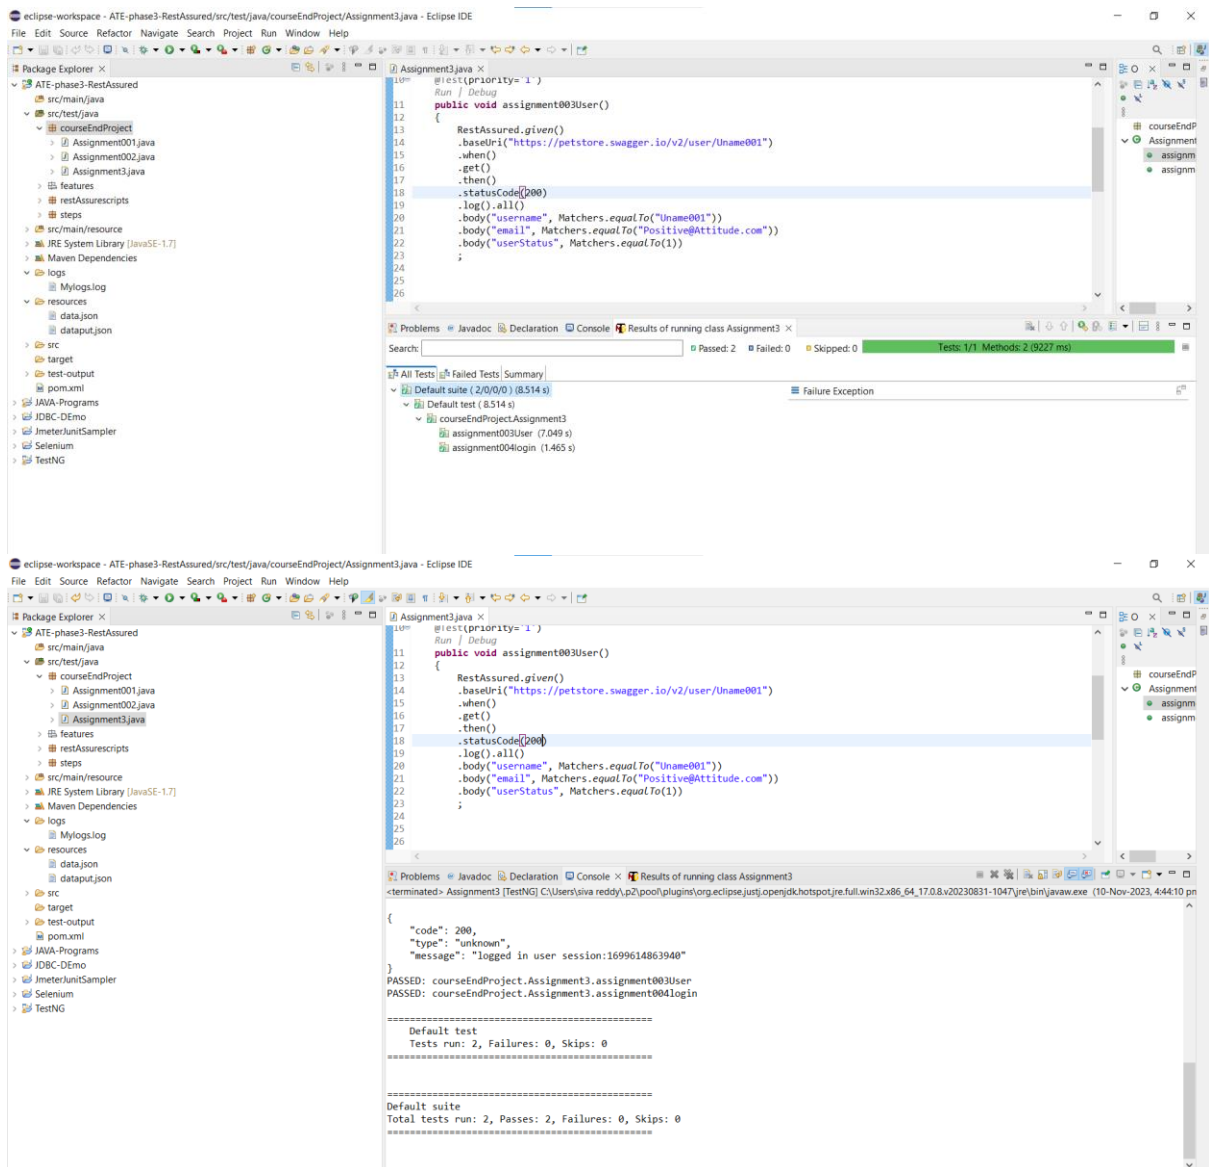 eclipse-workspace - ATE-phase3-RestAssured/src/test/java/courseEndProject/Assignment3.java - Eclipse IDE
File Edit Source Refactor Navigate Search Project Run Window Help
Package Explorer
ATE-phase3-RestAssured
src/main/java
src/test/java
courseEndProject
Assignment001.java
Assignment002.java
Assignment3.java
features
restAssurescripts
steps
src/main/resource
JRE System Library [JavaSE-1.7]
Maven Dependencies
logs
Mylogs.log
resources
data.json
dataput.json
src
target
test-output
pom.xml
JAVA-Programs
JDBC-DEmo
JmeterJunitSampler
Selenium
TestNG
Assignment3.java
10 @Test(priority='1')
Run | Debug
11 public void assignment003User()
12 {
13 RestAssured.given()
14 .baseUri("https://petstore.swagger.io/v2/user/Uname001")
15 .when()
16 .get()
17 .then()
18 .statusCode(200)
19 .log().all()
20 .body("username", Matchers.equalTo("Uname001"))
21 .body("email", Matchers.equalTo("Positive@Attitude.com"))
22 .body("userStatus", Matchers.equalTo(1))
23 ;
24
25
26
courseEndP
Assignment
assignm
assignm
Problems Javadoc Declaration Console Results of running class Assignment3
Search: Passed: 2 Failed: 0 Skipped: 0 Tests: 1/1 Methods: 2 (9227 ms)
All Tests Failed Tests Summary
Default suite ( 2/0/0/0 ) (8.514 s)
Failure Exception
Default test ( 8.514 s)
courseEndProject.Assignment3
assignment003User (7.049 s)
assignment004login (1.465 s)
eclipse-workspace - ATE-phase3-RestAssured/src/test/java/courseEndProject/Assignment3.java - Eclipse IDE
File Edit Source Refactor Navigate Search Project Run Window Help
Package Explorer
ATE-phase3-RestAssured
src/main/java
src/test/java
courseEndProject
Assignment001.java
Assignment002.java
Assignment3.java
features
restAssurescripts
steps
src/main/resource
JRE System Library [JavaSE-1.7]
Maven Dependencies
logs
Mylogs.log
resources
data.json
dataput.json
src
target
test-output
pom.xml
JAVA-Programs
JDBC-DEmo
JmeterJunitSampler
Selenium
TestNG
Assignment3.java
10 @Test(priority='1')
Run | Debug
11 public void assignment003User()
12 {
13 RestAssured.given()
14 .baseUri("https://petstore.swagger.io/v2/user/Uname001")
15 .when()
16 .get()
17 .then()
18 .statusCode(200)
19 .log().all()
20 .body("username", Matchers.equalTo("Uname001"))
21 .body("email", Matchers.equalTo("Positive@Attitude.com"))
22 .body("userStatus", Matchers.equalTo(1))
23 ;
24
25
26
courseEndP
Assignment
assignm
assignm
Problems Javadoc Declaration Console Results of running class Assignment3
<terminated> Assignment3 [TestNG] C:\Users\siva reddy\.p2\pool\plugins\org.eclipse.justj.openjdk.hotspot.jre.full.win32.x86_64_17.0.8.v20230831-1047\jre\bin\javaw.exe (10-Nov-2023, 4:44:10 pm
{
"code": 200,
"type": "unknown",
"message": "logged in user session:1699614863940"
}
PASSED: courseEndProject.Assignment3.assignment003User
PASSED: courseEndProject.Assignment3.assignment004login
===============================================
Default test
Tests run: 2, Failures: 0, Skips: 0
===============================================
===============================================
Default suite
Total tests run: 2, Passes: 2, Failures: 0, Skips: 0
===============================================